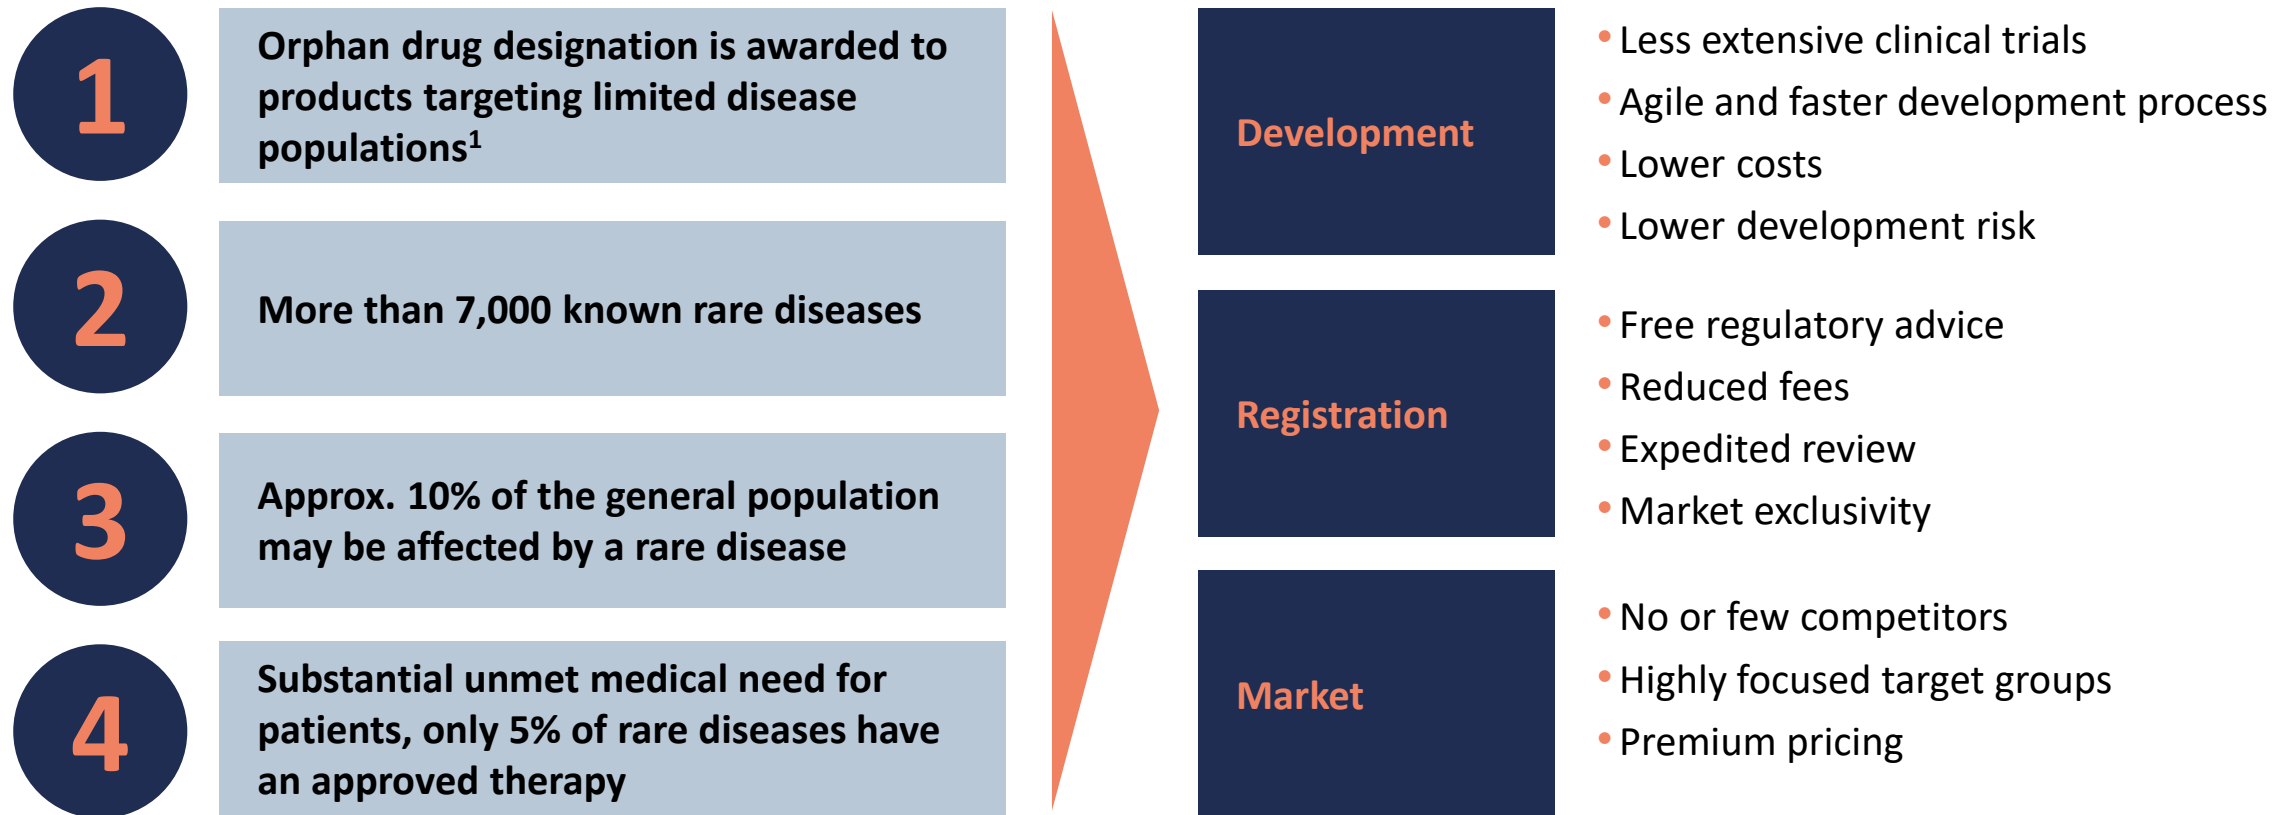 1
Orphan drug designation is awarded to
products targeting limited disease
populations¹
2
More than 7,000 known rare diseases
3
Approx. 10% of the general population
may be affected by a rare disease
4
Substantial unmet medical need for
patients, only 5% of rare diseases have
an approved therapy
Development
• Less extensive clinical trials
• Agile and faster development process
• Lower costs
• Lower development risk
Registration
• Free regulatory advice
• Reduced fees
• Expedited review
• Market exclusivity
Market
• No or few competitors
• Highly focused target groups
• Premium pricing